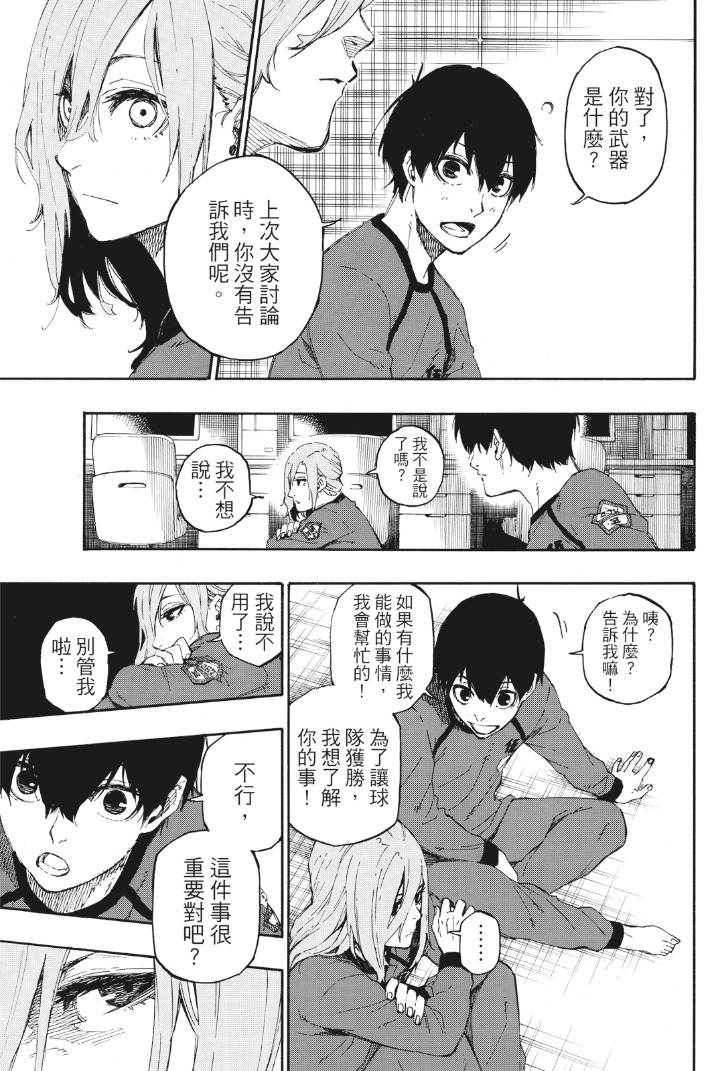 對了，
你的武器
是什麼？
上次大家討論
時，你沒有告
訴我們呢。
我不是說
了嗎？
我不想
說…
咦？
為什麼？
告訴我嘛！
如果有什麼我
能做的事情，
我會幫忙的！
為了讓球
隊獲勝，
我想了解
你的事！
……
我說不
用了…
別管我
啦…
不行，
這件事很
重要對吧？